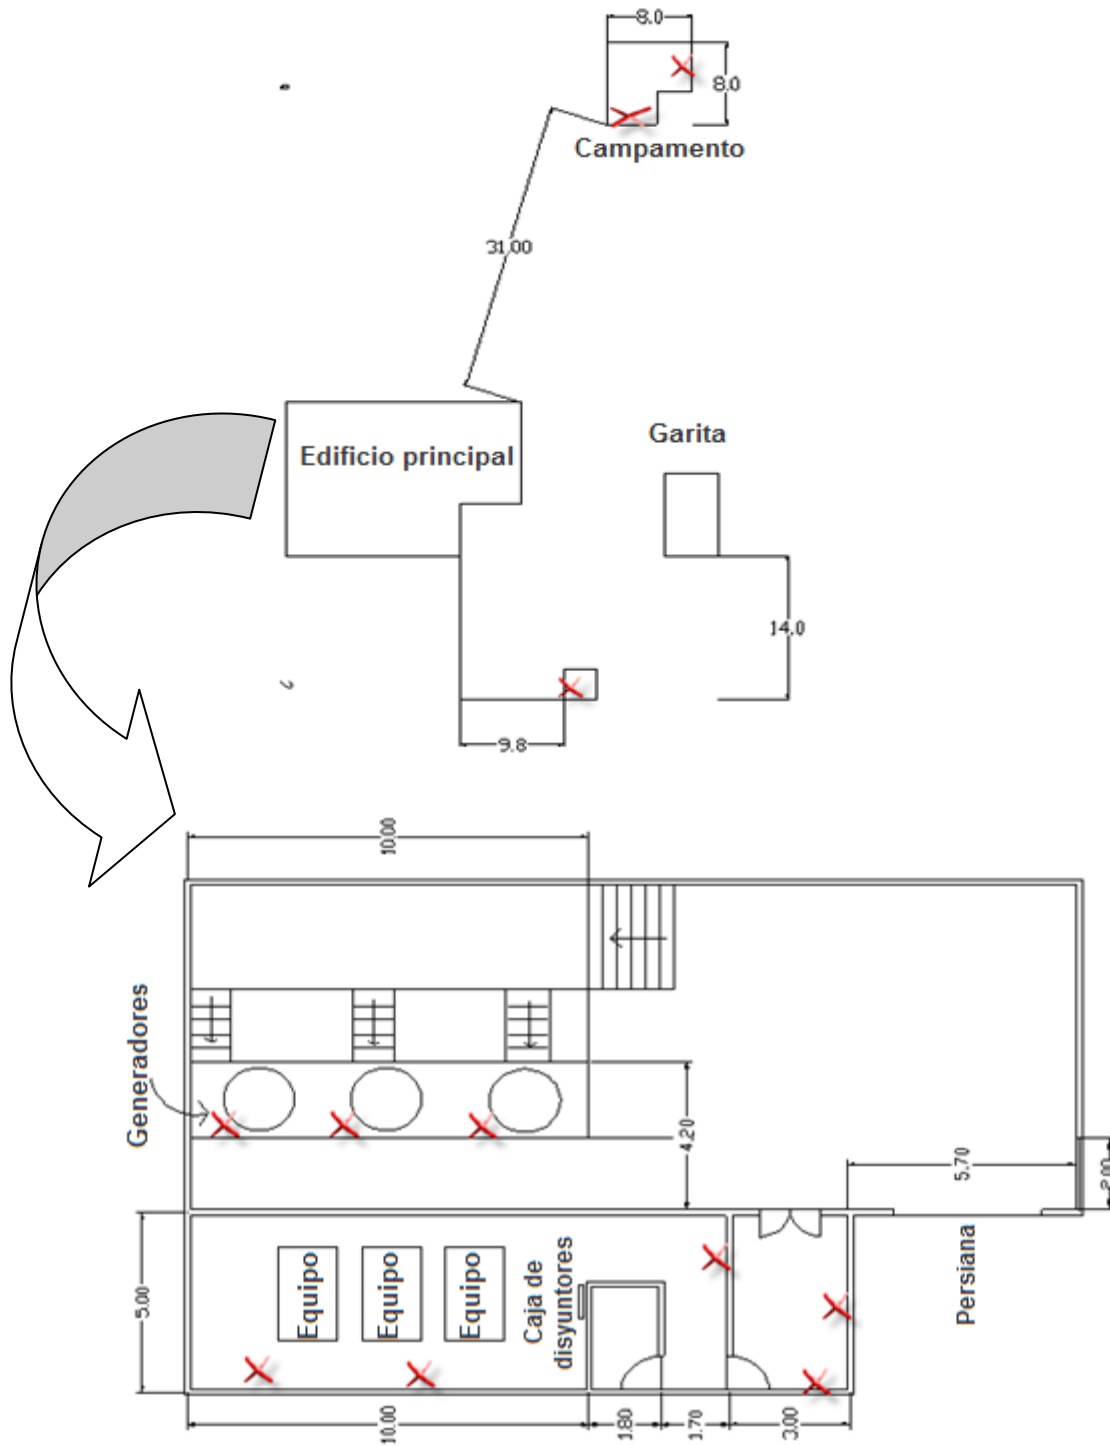 8.0
8.0
Campamento
31.00
Edificio principal
Garita
14.0
9.8
10.00
Generadores
4.20
5.70
2.00
5.00
Equipo
Equipo
Equipo
Caja de
disyuntores
Persiana
10.00
1.80
1.70
3.00